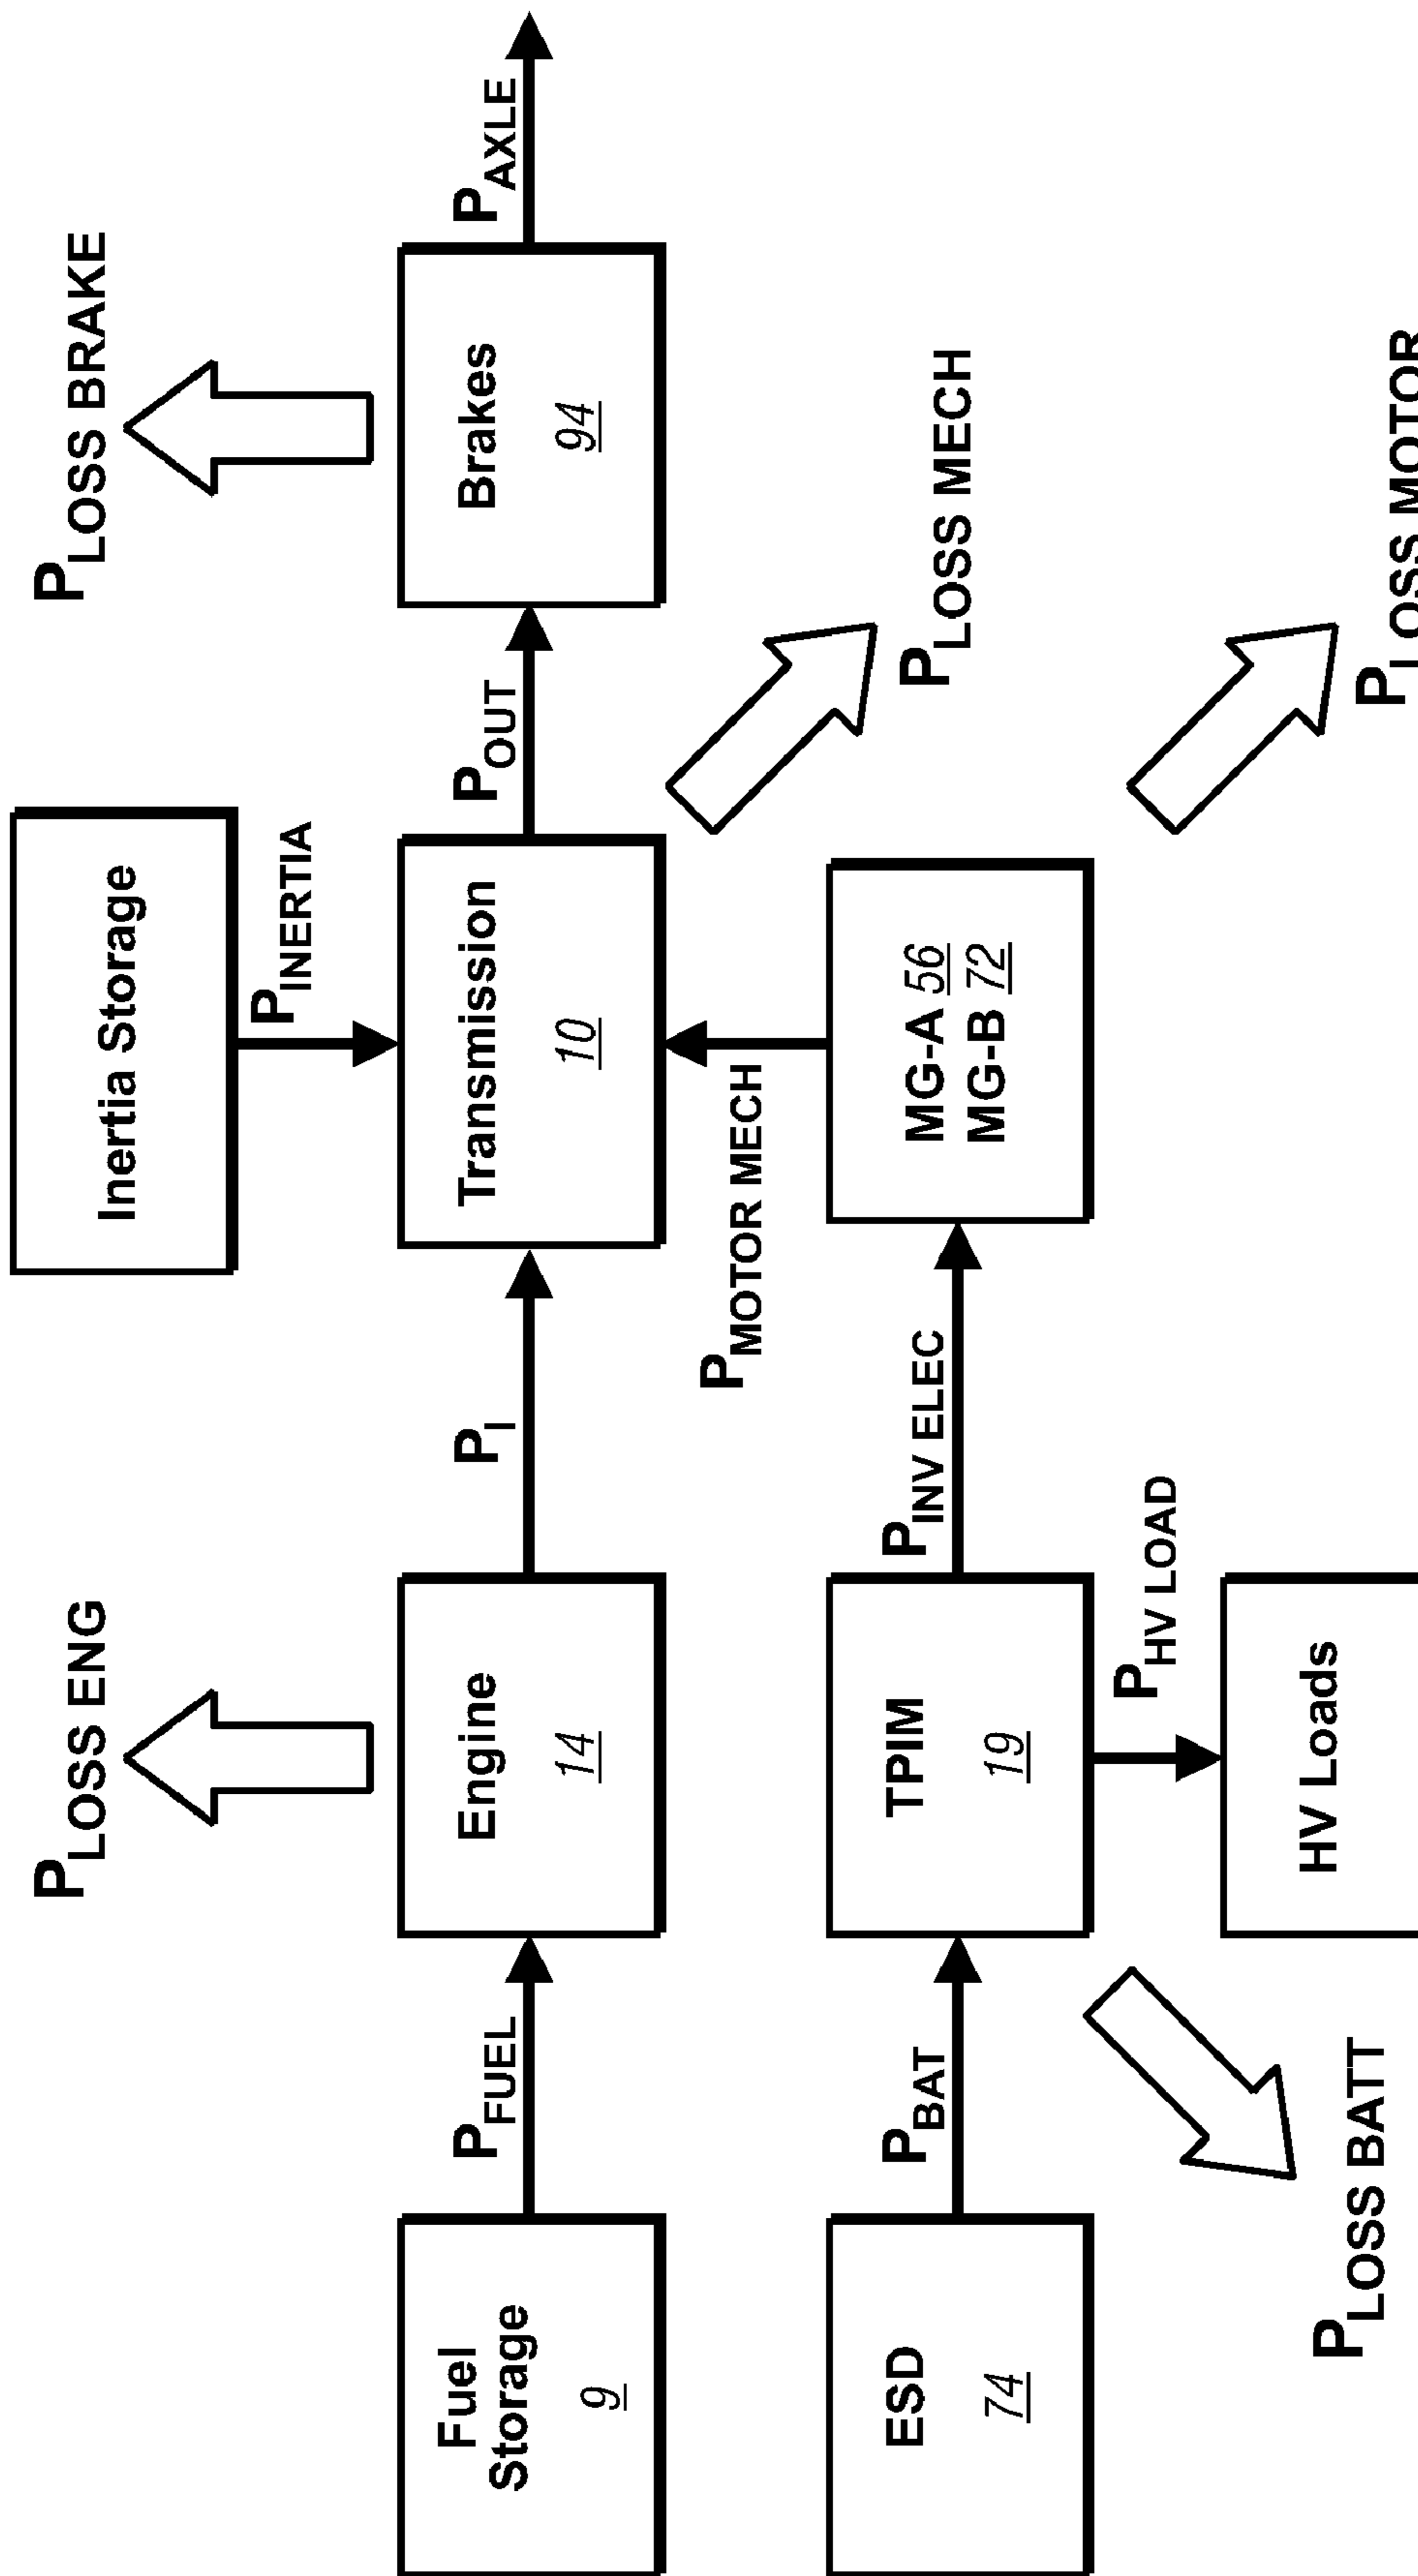 PLOSS ENG
PLOSS BRAKE
Inertia Storage
PINERTIA
Fuel
Storage
9
PFUEL
Engine
14
PI
Transmission
10
POUT
Brakes
94
PAXLE
PMOTOR MECH
PLOSS MECH
ESD
74
PBAT
TPIM
19
PINV ELEC
MG-A 56
MG-B 72
PHV LOAD
PLOSS BATT
HV Loads
PLOSS MOTOR